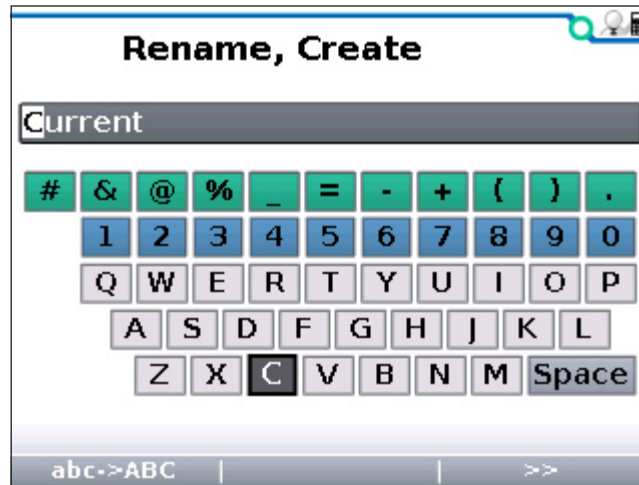 Rename, Create
Current
# & @ % _ = - + ( ) .
1 2 3 4 5 6 7 8 9 0
Q W E R T Y U I O P
A S D F G H J K L
Z X C V B N M Space
abc->ABC | | >>